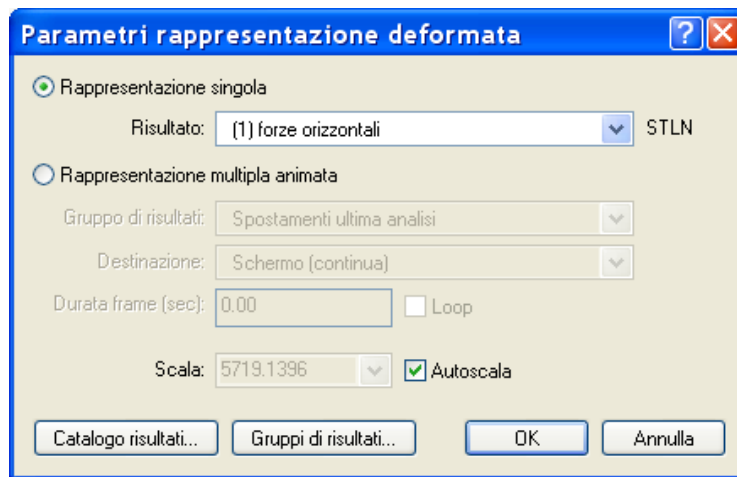 Parametri rappresentazione deformata
Rappresentazione singola
Risultato: (1) forze orizzontali STLN
Rappresentazione multipla animata
Gruppo di risultati: Spostamenti ultima analisi
Destinazione: Schermo (continua)
Durata frame (sec): 0.00 Loop
Scala: 5719.1396 Autoscala
Catalogo risultati... Gruppi di risultati... OK Annulla